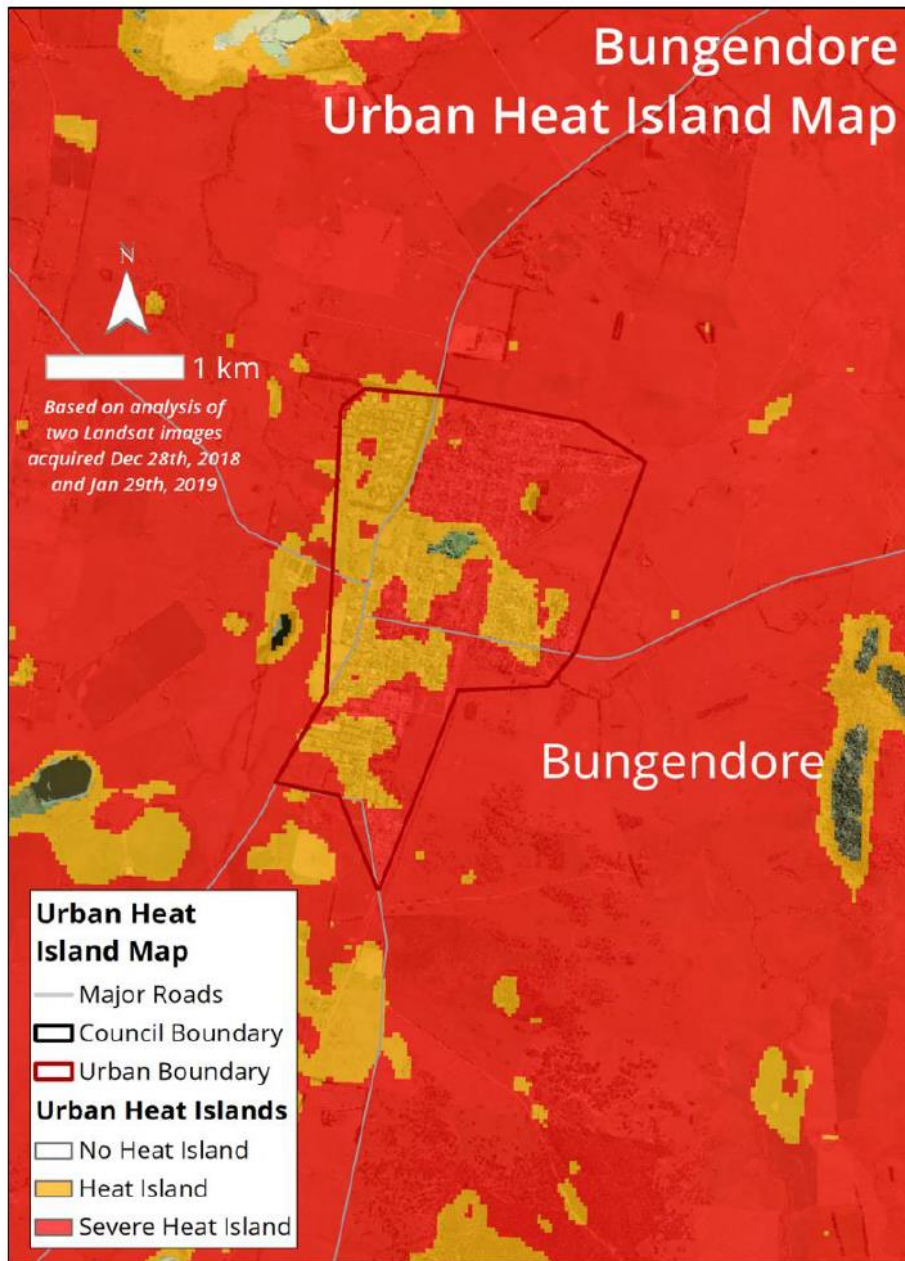 Bungendore
Urban Heat Island Map
N
1 km
Based on analysis of
two Landsat images
acquired Dec 28th, 2018
and Jan 29th, 2019
Bungendore
Urban Heat
Island Map
Major Roads
Council Boundary
Urban Boundary
Urban Heat Islands
No Heat Island
Heat Island
Severe Heat Island